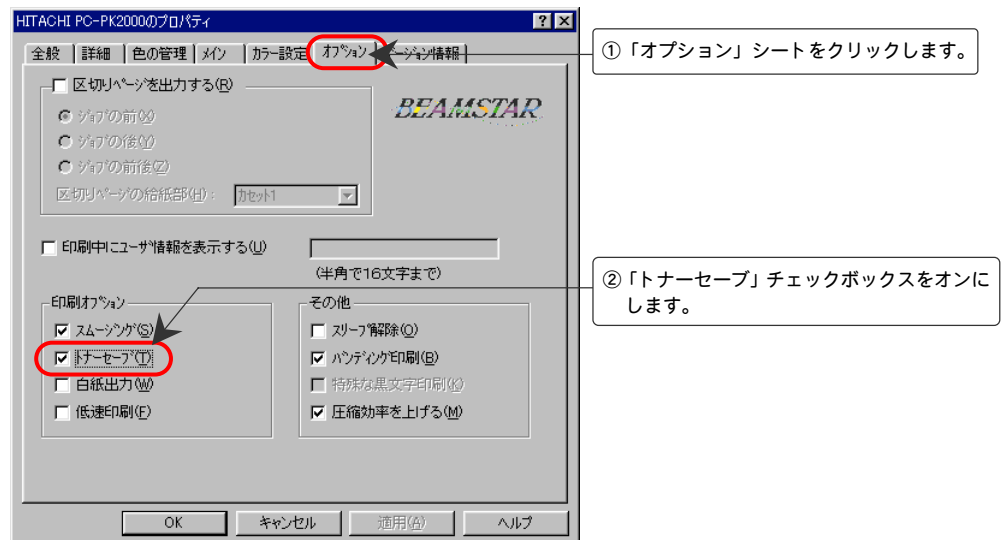 HITACHI PC-PK2000のプロパティ
全般 詳細 色の管理 メイン カラー設定 オプション バージョン情報
①「オプション」シートをクリックします。
区切りページを出力する(R)
BEAMSTAR
ジョブの前(X)
ジョブの後(Y)
ジョブの前後(Z)
区切りページの給紙部(H)： カセット1
印刷中にユーザ情報を表示する(U)
(半角で16文字まで)
②「トナーセーブ」チェックボックスをオンに
します。
印刷オプション
スムージング(S)
トナーセーブ(T)
白紙出力(W)
低速印刷(F)
その他
スリープ解除(O)
バンディング印刷(B)
特殊な黒文字印刷(K)
圧縮効率を上げる(M)
OK キャンセル 適用(A) ヘルプ